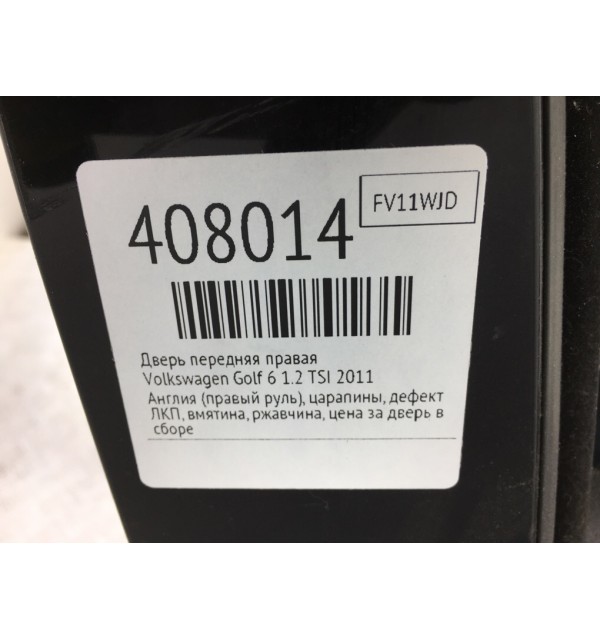 408014
FV11WJD
Дверь передняя правая
Volkswagen Golf 6 1.2 TSI 2011
Англия (правый руль), царапины, дефект
ЛКП, вмятина, ржавчина, цена за дверь в
сборе